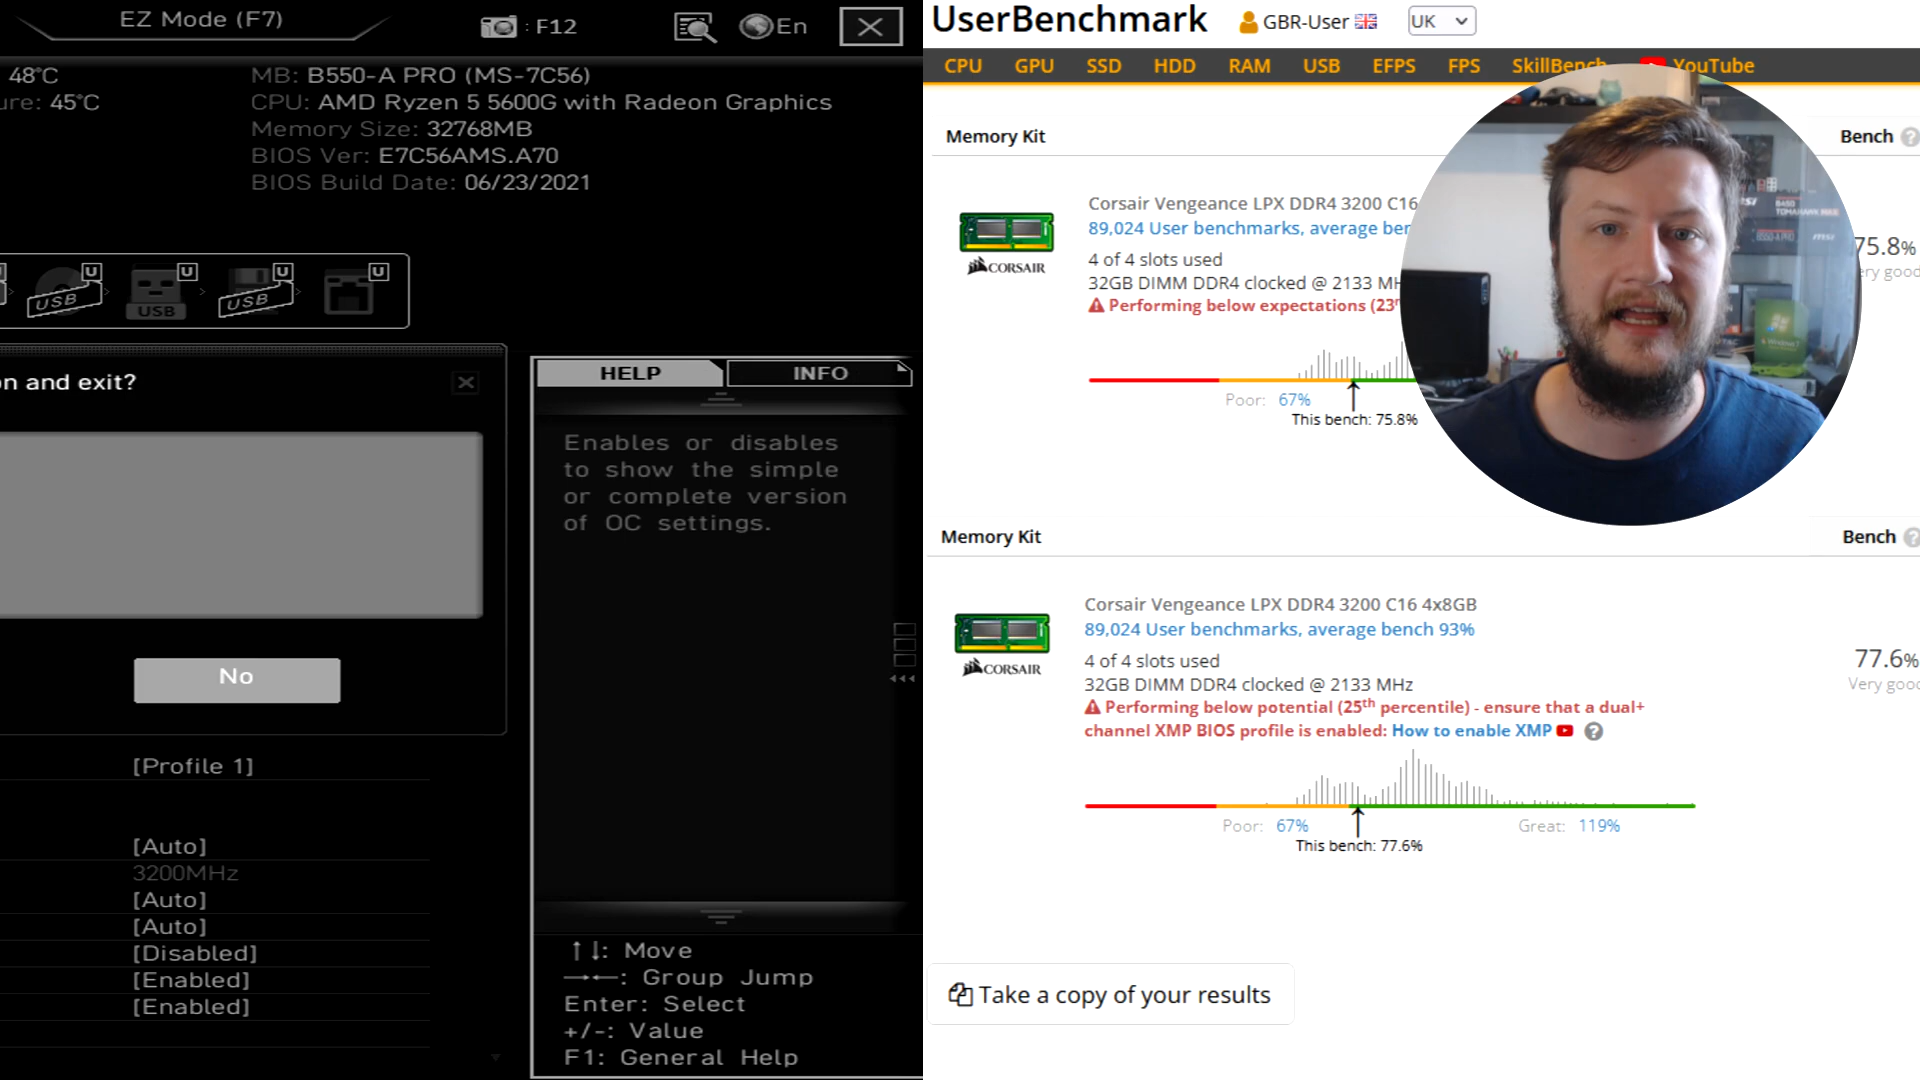 EZ Mode (F7)
: F12
En
48°C
ure: 45°C
MB: B550-A PRO (MS-7C56)
CPU: AMD Ryzen 5 5600G with Radeon Graphics
Memory Size: 32768MB
BIOS Ver: E7C56AMS.A70
BIOS Build Date: 06/23/2021
U U U U
USB USB USB
n and exit?
No
[Profile 1]
[Auto]
3200MHz
[Auto]
[Auto]
[Disabled]
[Enabled]
[Enabled]
HELP INFO
Enables or disables
to show the simple
or complete version
of OC settings.
↑↓: Move
→←: Group Jump
Enter: Select
+/-: Value
F1: General Help
UserBenchmark GBR-User UK
CPU GPU SSD HDD RAM USB EFPS FPS SkillBench YouTube
Memory Kit Bench ?
Corsair Vengeance LPX DDR4 3200 C16
89,024 User benchmarks, average ber
4 of 4 slots used
32GB DIMM DDR4 clocked @ 2133 MH
Performing below expectations (23
CORSAIR
75.8%
ery good
Poor: 67%
This bench: 75.8%
Memory Kit Bench ?
Corsair Vengeance LPX DDR4 3200 C16 4x8GB
89,024 User benchmarks, average bench 93%
4 of 4 slots used
32GB DIMM DDR4 clocked @ 2133 MHz
Performing below potential (25th percentile) - ensure that a dual+
channel XMP BIOS profile is enabled: How to enable XMP ?
CORSAIR
77.6%
Very good
Poor: 67% Great: 119%
This bench: 77.6%
Take a copy of your results